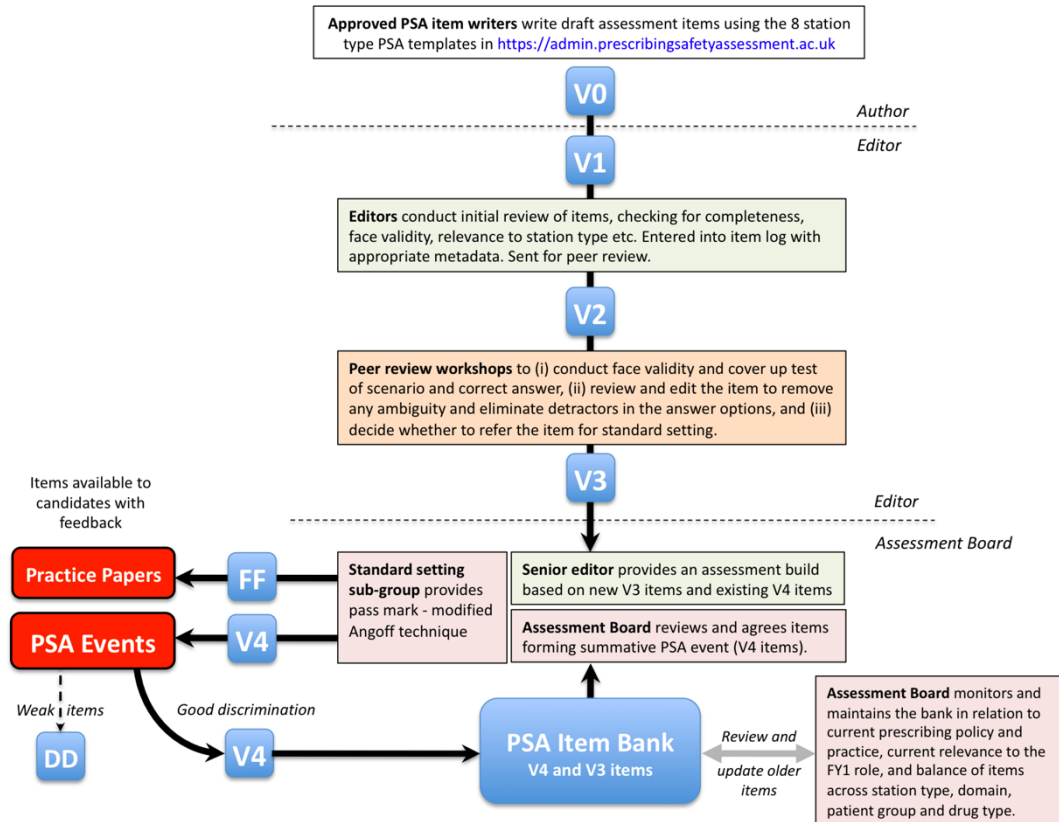 Approved PSA item writers write draft assessment items using the 8 station
type PSA templates in https://admin.prescribingsafetyassessment.ac.uk
V0
Author
Editor
V1
Editors conduct initial review of items, checking for completeness,
face validity, relevance to station type etc. Entered into item log with
appropriate metadata. Sent for peer review.
V2
Peer review workshops to (i) conduct face validity and cover up test
of scenario and correct answer, (ii) review and edit the item to remove
any ambiguity and eliminate detractors in the answer options, and (iii)
decide whether to refer the item for standard setting.
V3
Editor
Assessment Board
Items available to
candidates with
feedback
Practice Papers
FF
Standard setting
sub-group provides
pass mark - modified
Angoff technique
Senior editor provides an assessment build
based on new V3 items and existing V4 items
PSA Events
V4
Assessment Board reviews and agrees items
forming summative PSA event (V4 items).
Weak items
DD
Good discrimination
V4
PSA Item Bank
V4 and V3 items
Review and
update older
items
Assessment Board monitors and
maintains the bank in relation to
current prescribing policy and
practice, current relevance to the
FY1 role, and balance of items
across station type, domain,
patient group and drug type.